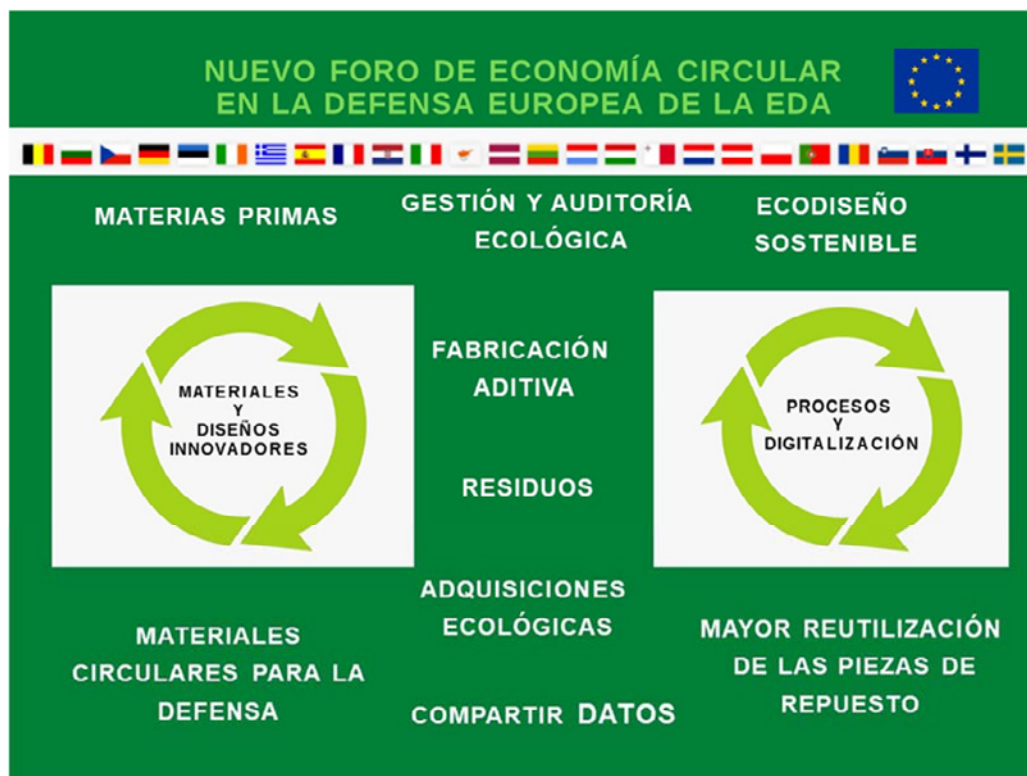 NUEVO FORO DE ECONOMÍA CIRCULAR
EN LA DEFENSA EUROPEA DE LA EDA
MATERIAS PRIMAS
GESTIÓN Y AUDITORÍA
ECOLÓGICA
ECODISEÑO
SOSTENIBLE
MATERIALES
Y
DISEÑOS
INNOVADORES
FABRICACIÓN
ADITIVA
PROCESOS
Y
DIGITALIZACIÓN
RESIDUOS
MATERIALES
CIRCULARES PARA LA
DEFENSA
ADQUISICIONES
ECOLÓGICAS
COMPARTIR DATOS
MAYOR REUTILIZACIÓN
DE LAS PIEZAS DE
REPUESTO